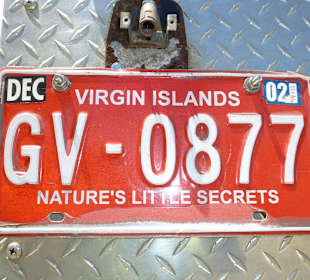 DEC 02
VIRGIN ISLANDS
GV-0877
NATURE'S LITTLE SECRETS